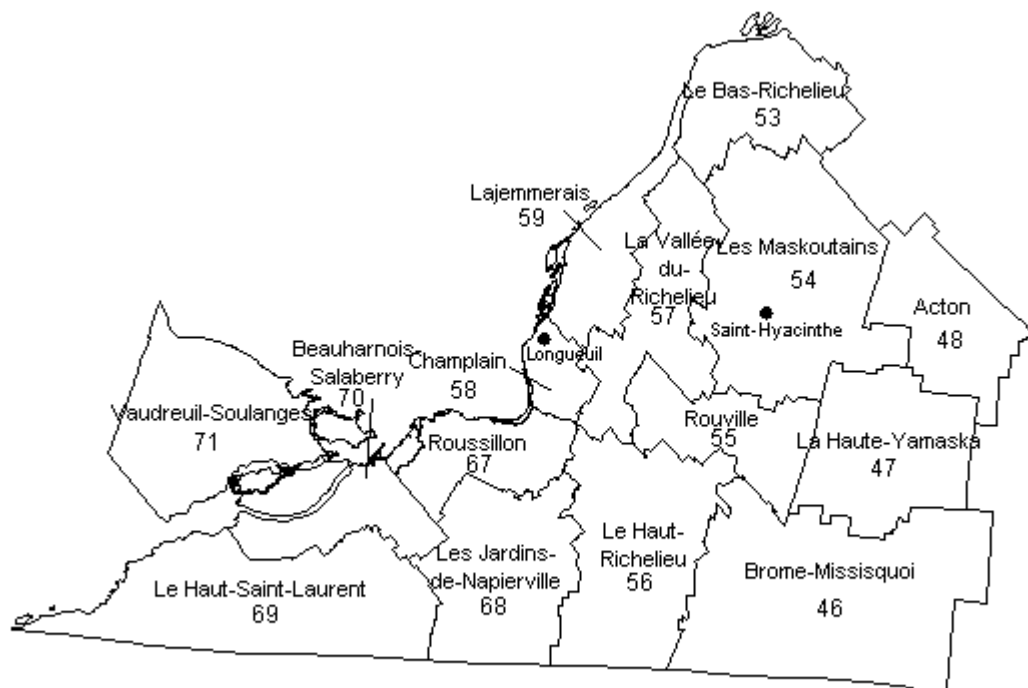 Le Bas-Richelieu
53
Lajemmerais
59
La Vallée
du-
Richelieu
57
Les Maskoutains
54
Saint-Hyacinthe
Acton
48
Beauharnois
Salaberry
70
Champlain
58
Longueuil
Vaudreuil-Soulanges
71
Roussillon
67
Rouville
55
La Haute-Yamaska
47
Le Haut-Saint-Laurent
69
Les Jardins-
de-Napierville
68
Le Haut-
Richelieu
56
Brome-Missisquoi
46